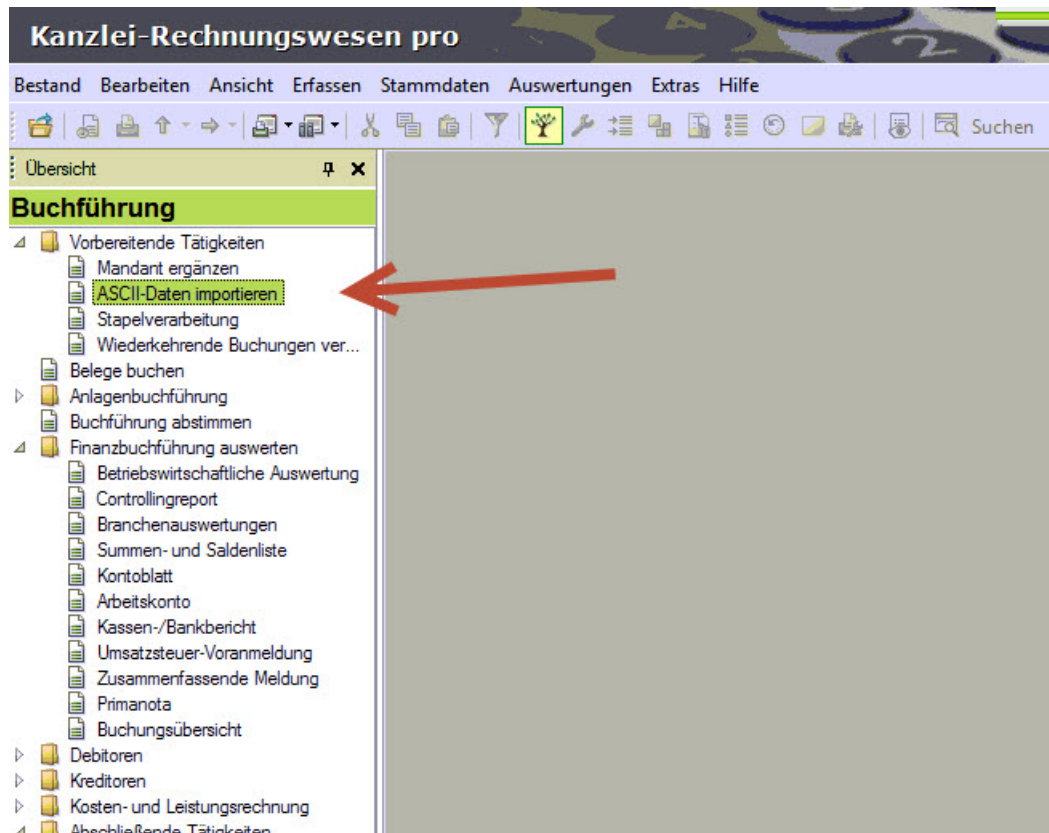 Kanzlei-Rechnungswesen pro
Bestand Bearbeiten Ansicht Erfassen Stammdaten Auswertungen Extras Hilfe
Suchen
Übersicht
Buchführung
Vorbereitende Tätigkeiten
Mandant ergänzen
ASCII-Daten importieren
Stapelverarbeitung
Wiederkehrende Buchungen ver...
Belege buchen
Anlagenbuchführung
Buchführung abstimmen
Finanzbuchführung auswerten
Betriebswirtschaftliche Auswertung
Controllingreport
Branchenauswertungen
Summen- und Saldenliste
Kontoblatt
Arbeitskonto
Kassen-/Bankbericht
Umsatzsteuer-Voranmeldung
Zusammenfassende Meldung
Primanota
Buchungsübersicht
Debitoren
Kreditoren
Kosten- und Leistungsrechnung
Abschließende Tätigkeiten